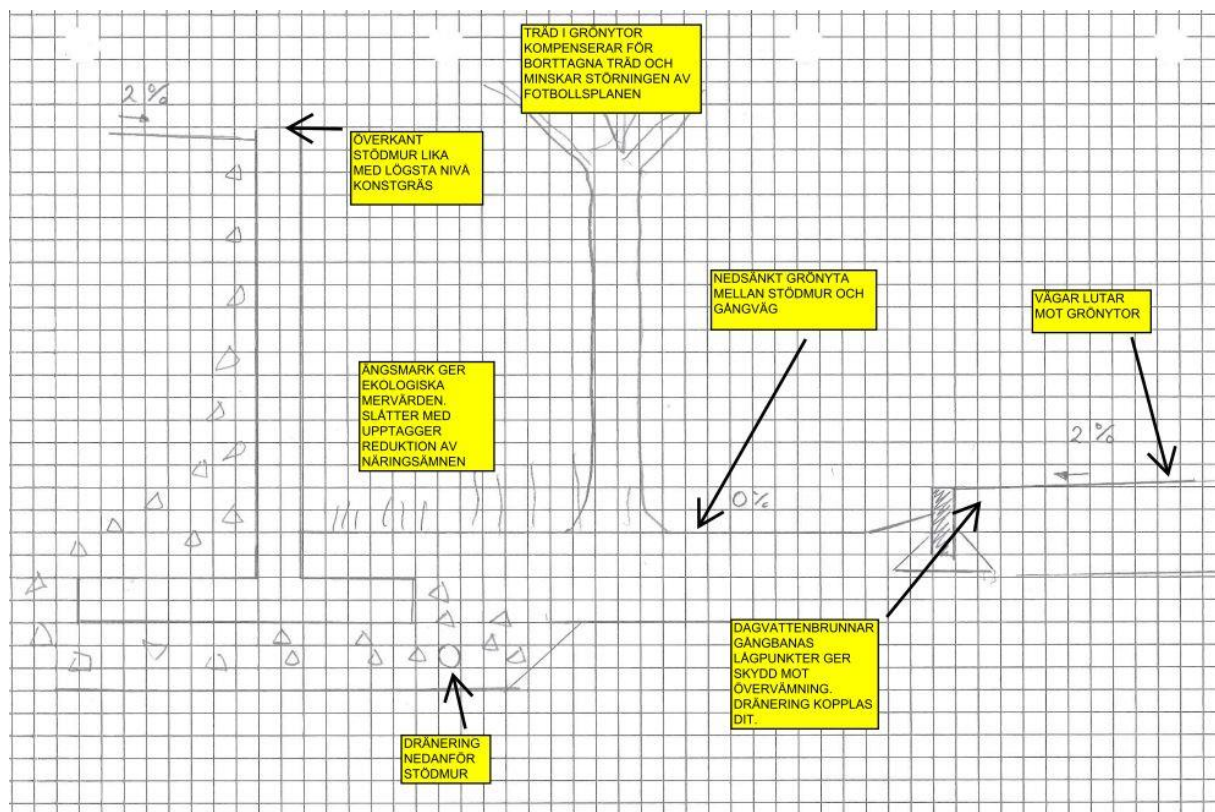 TRÄD I GRÖNYTOR
KOMPENSERAR FÖR
BORTTAGNA TRÄD OCH
MINSKAR STÖRNINGEN AV
FOTBOLLSPLANEN
2%
ÖVERKANT
STÖDMUR LIKA
MED LÖGSTA NIVÅ
KONSTGRÄS
NEDSÄNKT GRÖNYTA
MELLAN STÖDMUR OCH
GÅNGVÄG
VÄGAR LUTAR
MOT GRÖNYTOR
ÄNGSMARK GER
EKOLOGISKA
MERVÄRDEN.
SLÅTTER MED
UPPTAGGER
REDUKTION AV
NÄRINGSÄMNEN
2%
0%
DAGVATTENBRUNNAR
GÅNGBANAS
LÅGPUNKTER GER
SKYDD MOT
ÖVERVÄMNING.
DRÄNERING KOPPLAS
DIT.
DRÄNERING
NEDANFÖR
STÖDMUR